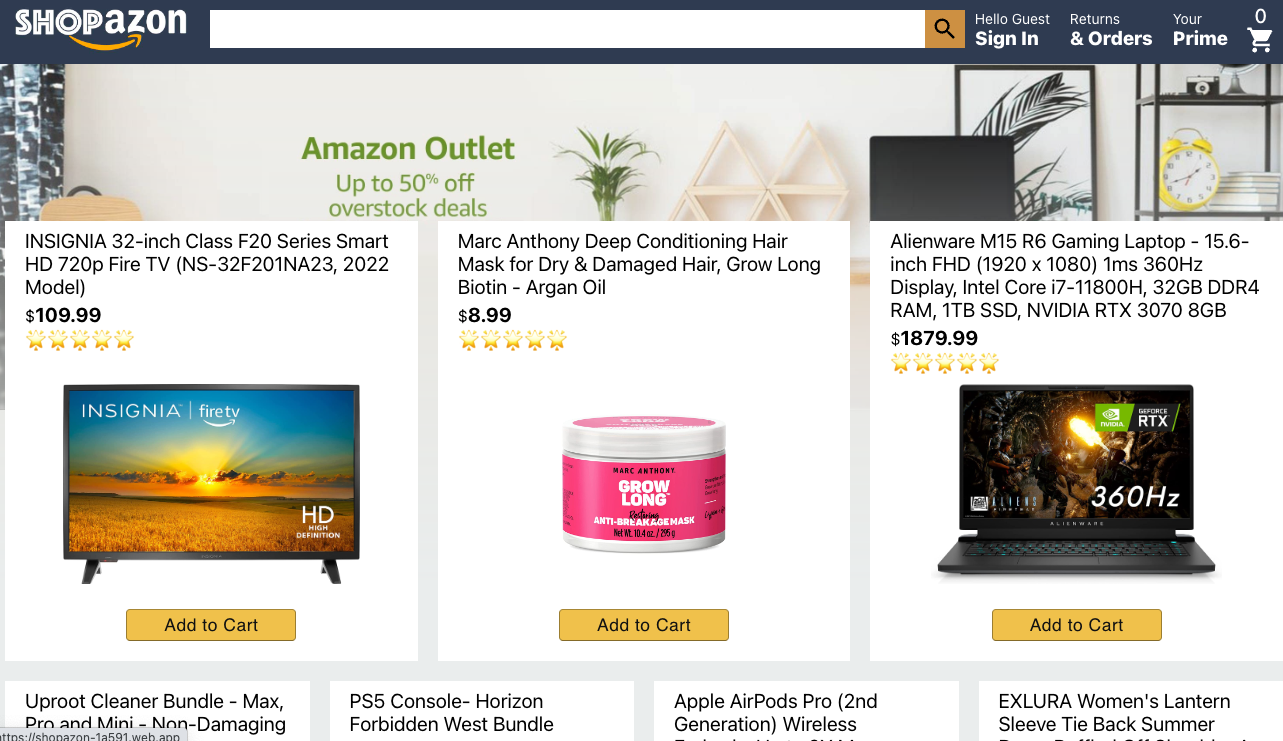 SHOPazon
Hello Guest
Sign In
Returns
& Orders
Your
Prime
0
Amazon Outlet
Up to 50% off
overstock deals
INSIGNIA 32-inch Class F20 Series Smart
HD 720p Fire TV (NS-32F201NA23, 2022
Model)
$109.99
INSIGNIA | fire tv
HD
HIGH
DEFINITION
Add to Cart
Marc Anthony Deep Conditioning Hair
Mask for Dry & Damaged Hair, Grow Long
Biotin - Argan Oil
$8.99
MARC ANTHONY
GROW
LONG
Restoring
ANTI-BREAKAGE MASK
Net Wt. 10.4 oz. / 295 g
Add to Cart
Alienware M15 R6 Gaming Laptop - 15.6-
inch FHD (1920 x 1080) 1ms 360Hz
Display, Intel Core i7-11800H, 32GB DDR4
RAM, 1TB SSD, NVIDIA RTX 3070 8GB
$1879.99
NVIDIA
GEFORCE
RTX
ALIENS
360Hz
ALIENWARE
Add to Cart
Uproot Cleaner Bundle - Max,
Pro and Mini - Non-Damaging
PS5 Console- Horizon
Forbidden West Bundle
Apple AirPods Pro (2nd
Generation) Wireless
EXLURA Women's Lantern
Sleeve Tie Back Summer
ttps://shopazon-1a591.web.app